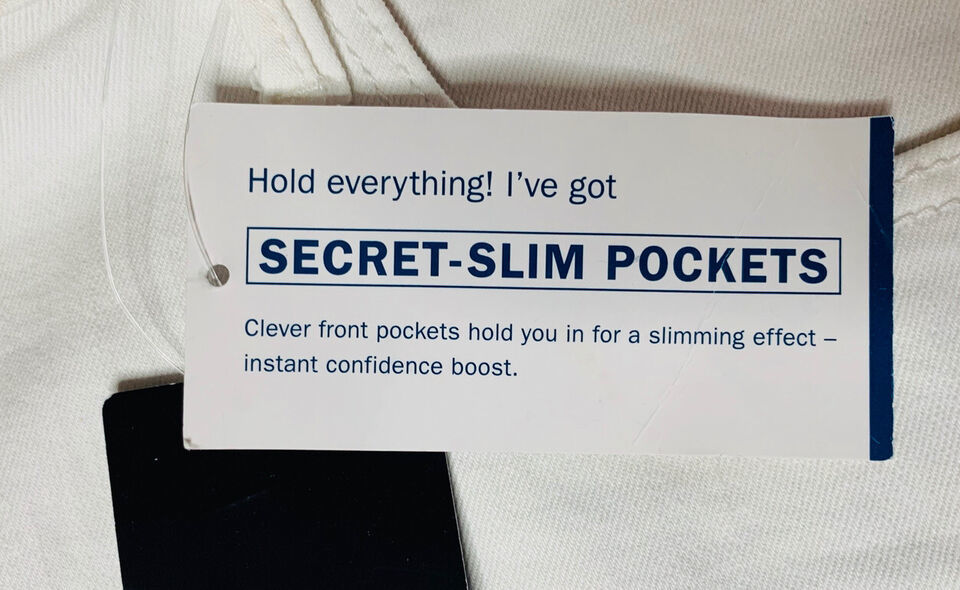 Hold everything! I’ve got
SECRET-SLIM POCKETS
Clever front pockets hold you in for a slimming effect –
instant confidence boost.